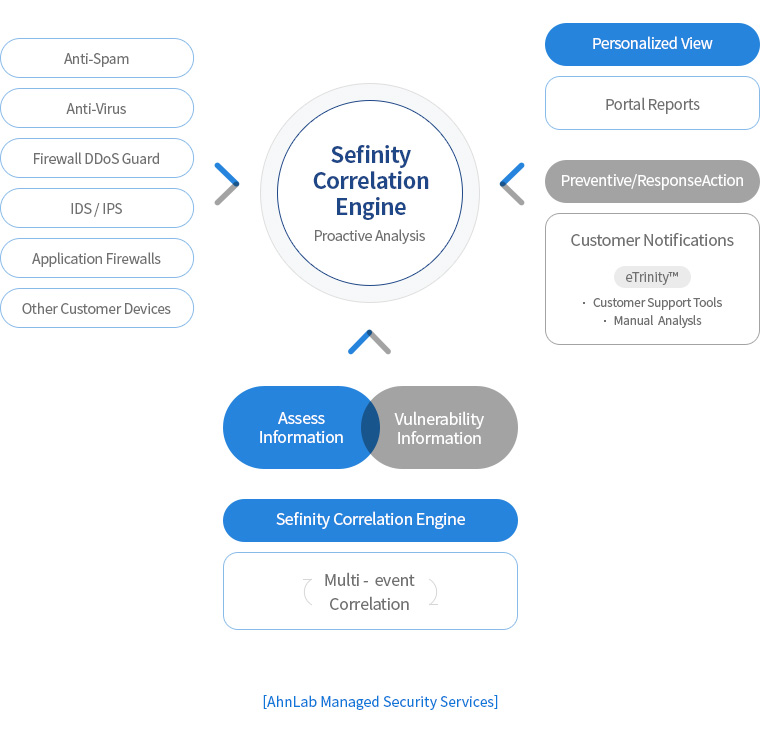 Anti-Spam
Anti-Virus
Firewall DDoS Guard
IDS / IPS
Application Firewalls
Other Customer Devices
Sefinity
Correlation
Engine
Proactive Analysis
Personalized View
Portal Reports
Preventive/ResponseAction
Customer Notifications
eTrinity™
· Customer Support Tools
· Manual Analysls
Assess
Information
Vulnerability
Information
Sefinity Correlation Engine
Multi - event
Correlation
[AhnLab Managed Security Services]